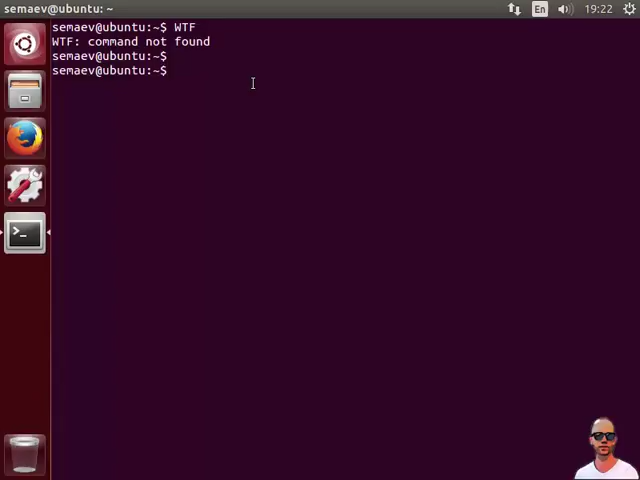 semaev@ubuntu: ~
En
19:22
semaev@ubuntu:~$ WTF
WTF: command not found
semaev@ubuntu:~$
semaev@ubuntu:~$
>_